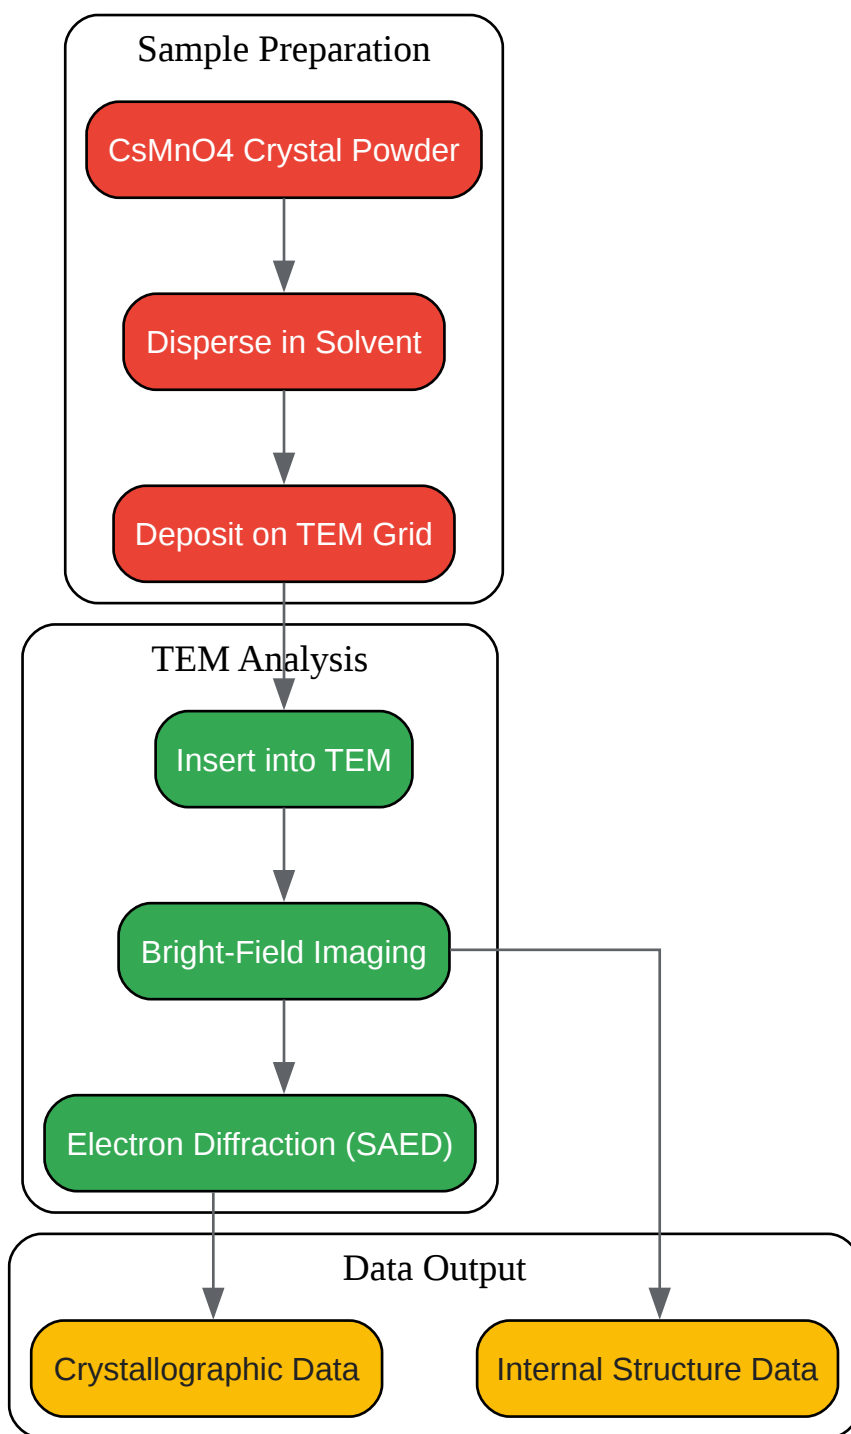 Sample Preparation
CsMnO4 Crystal Powder
Disperse in Solvent
Deposit on TEM Grid
TEM Analysis
Insert into TEM
Bright-Field Imaging
Electron Diffraction (SAED)
Data Output
Crystallographic Data
Internal Structure Data